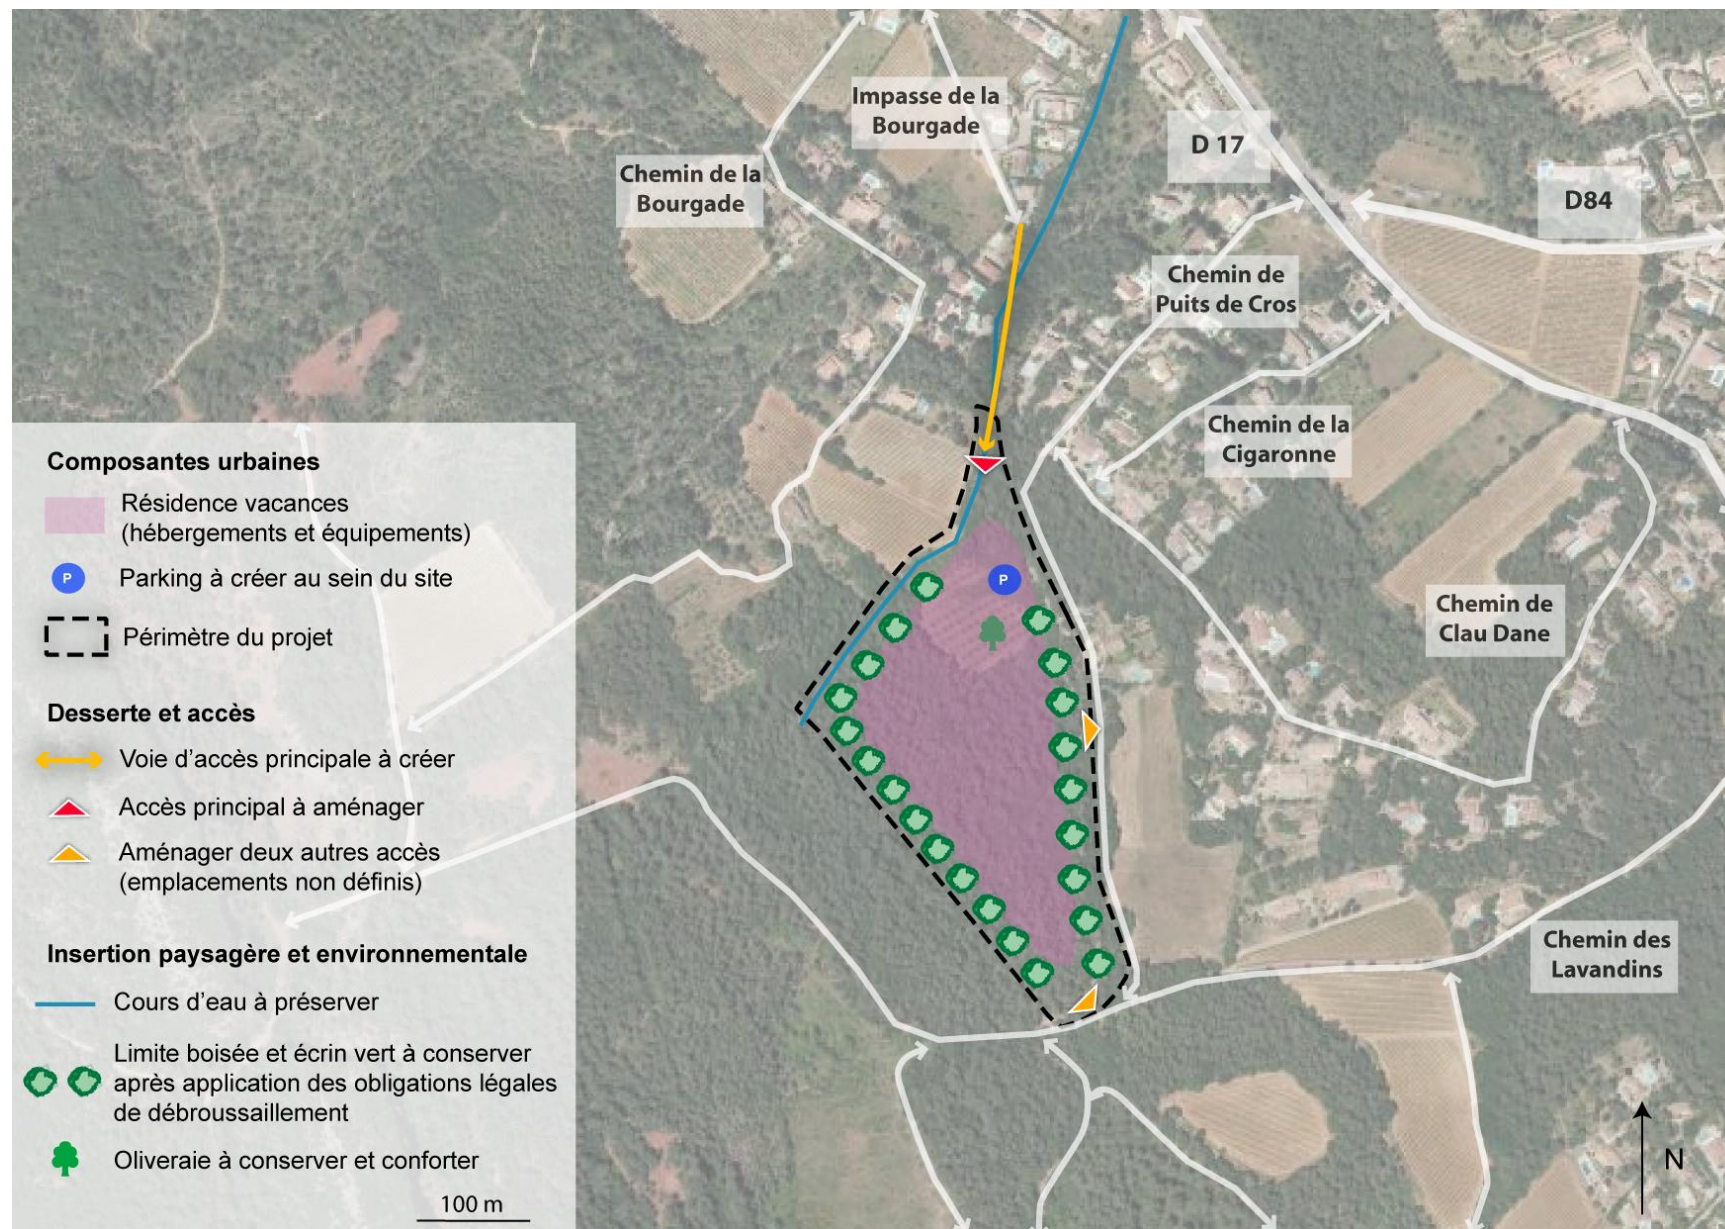 Impasse de la
Bourgade
D 17
Chemin de la
Bourgade
D84
Chemin de
Puits de Cros
Chemin de la
Cigaronne
Composantes urbaines
Résidence vacances
(hébergements et équipements)
P
Parking à créer au sein du site
P
Périmètre du projet
Chemin de
Clau Dane
Desserte et accès
Voie d'accès principale à créer
Accès principal à aménager
Aménager deux autres accès
(emplacements non définis)
Insertion paysagère et environnementale
Chemin des
Lavandins
Cours d'eau à préserver
Limite boisée et écrin vert à conserver
après application des obligations légales
de débroussaillement
Oliveraie à conserver et conforter
N
100 m